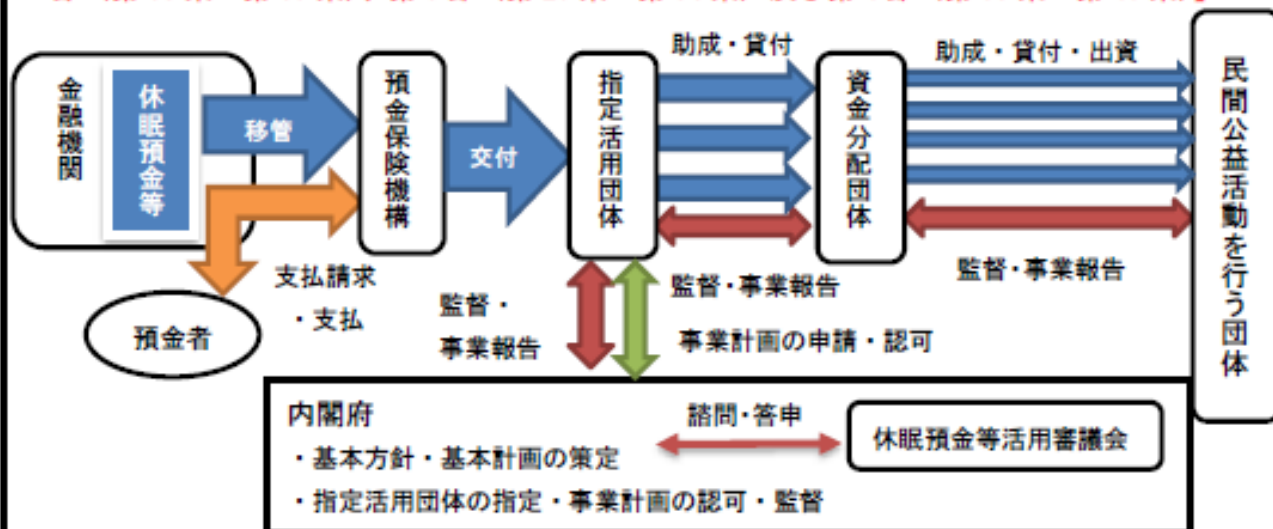 助成・貸付
助成・貸付・出資
金融機関
休眠預金等
移管
預金保険機構
交付
指定活用団体
資金分配団体
民間公益活動を行う団体
支払請求
・支払
預金者
監督・
事業報告
監督・事業報告
監督・事業報告
事業計画の申請・認可
内閣府
・基本方針・基本計画の策定
・指定活用団体の指定・事業計画の認可・監督
諮問・答申
休眠預金等活用審議会